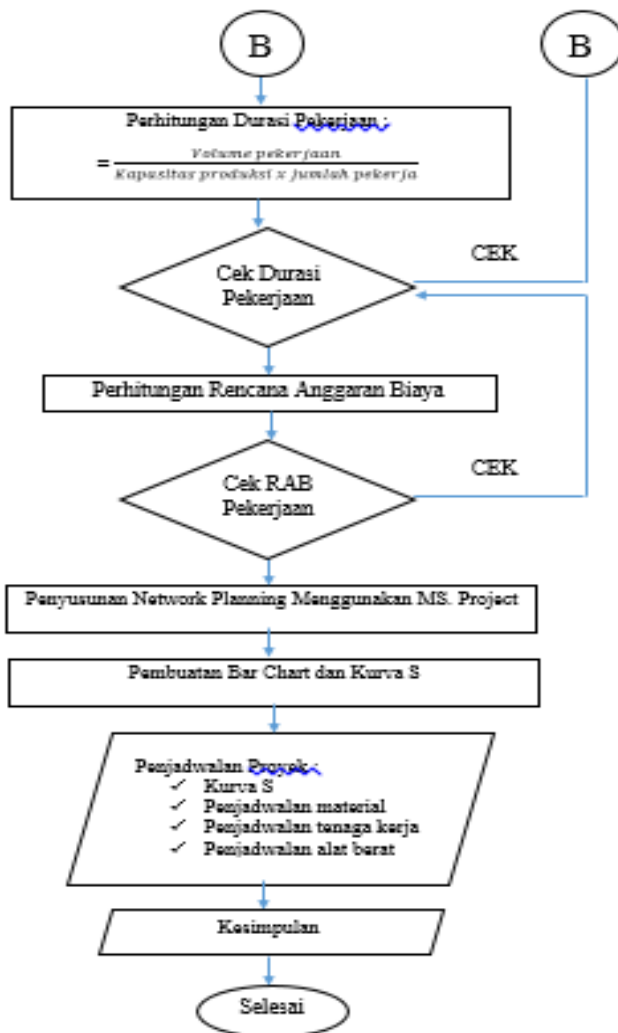 B
B
Perhitungan Durasi Pekerjaan :
= Volume pekerjaan / Kapasitas produksi x jumlah pekerja
Cek Durasi
Pekerjaan
CEK
Perhitungan Rencana Anggaran Biaya
Cek RAB
Pekerjaan
CEK
Penyusunan Network Planning Menggunakan MS. Project
Pembuatan Bar Chart dan Kurva S
Penjadwalan Proyek :
✓ Kurva S
✓ Penjadwalan material
✓ Penjadwalan tenaga kerja
✓ Penjadwalan alat berat
Kesimpulan
Selesai